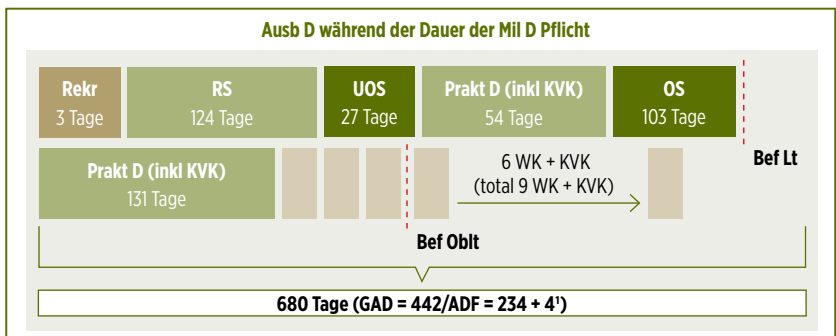 Ausb D während der Dauer der Mil D Pflicht
Rekr
3 Tage
RS
124 Tage
UOS
27 Tage
Prakt D (inkl KVK)
54 Tage
OS
103 Tage
Bef Lt
Prakt D (inkl KVK)
131 Tage
6 WK + KVK
(total 9 WK + KVK)
Bef Oblt
680 Tage (GAD = 442/ADF = 234 + 4¹)